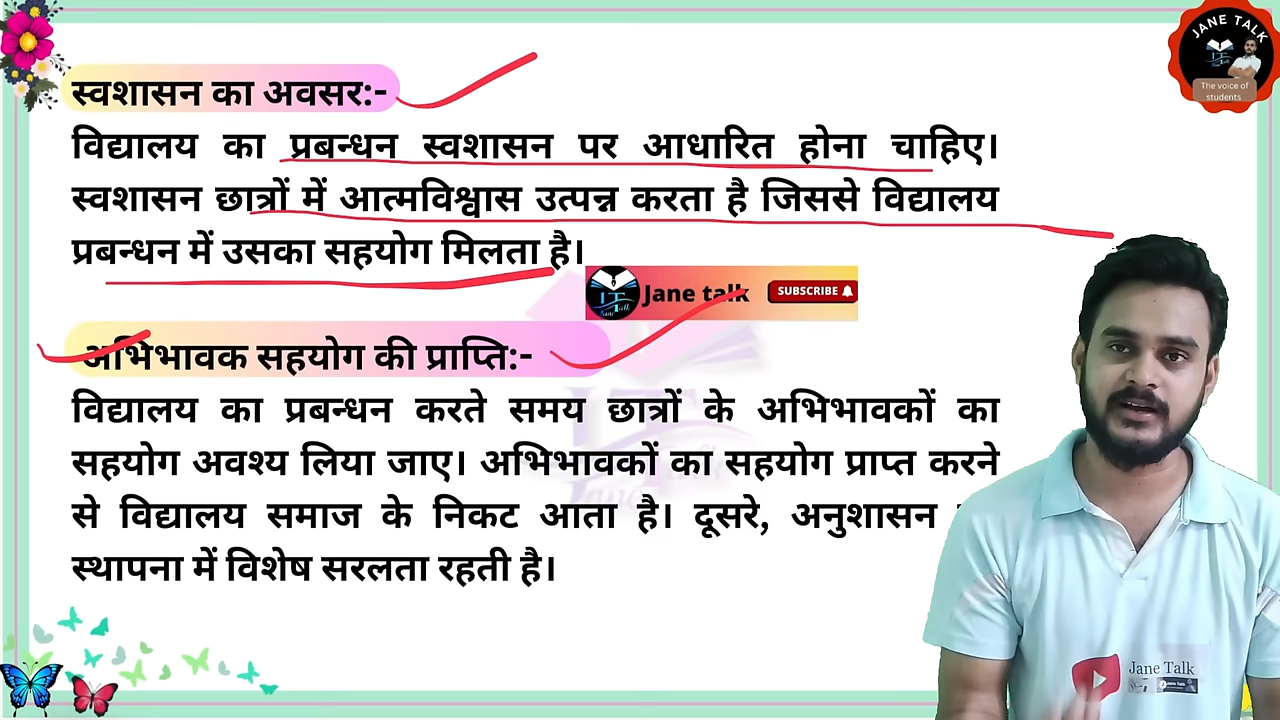 JANE TALK
The voice of
students
स्वशासन का अवसर:-
विद्यालय का प्रबन्धन स्वशासन पर आधारित होना चाहिए।
स्वशासन छात्रों में आत्मविश्वास उत्पन्न करता है जिससे विद्यालय
प्रबन्धन में उसका सहयोग मिलता है।
Jane talk SUBSCRIBE
अभिभावक सहयोग की प्राप्ति:-
विद्यालय का प्रबन्धन करते समय छात्रों के अभिभावकों का
सहयोग अवश्य लिया जाए। अभिभावकों का सहयोग प्राप्त करने
से विद्यालय समाज के निकट आता है। दूसरे, अनुशासन
स्थापना में विशेष सरलता रहती है।
Jane Talk